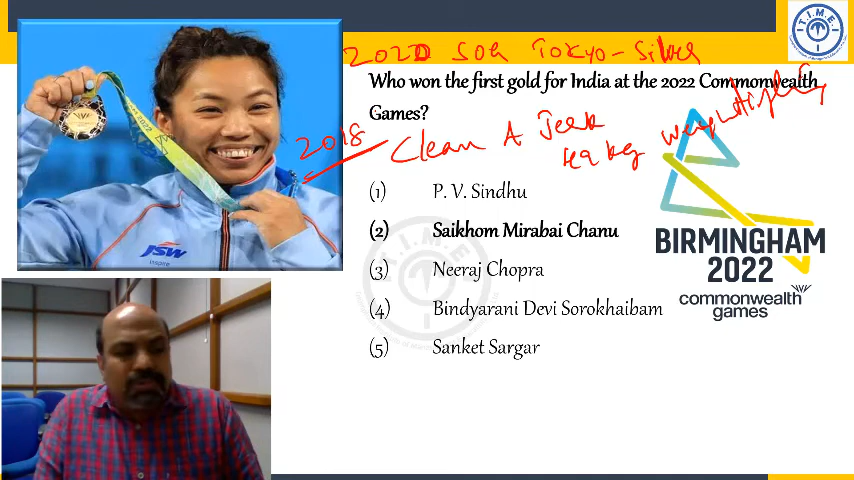 T.I.M.E.
2020 SOG Tokyo - Silver
Who won the first gold for India at the 2022 Commonwealth
Games?
2018
Clean & Jerk
49 kg weightlifting
(1) P. V. Sindhu
(2) Saikhom Mirabai Chanu
(3) Neeraj Chopra
(4) Bindyarani Devi Sorokhaibam
(5) Sanket Sargar
BIRMINGHAM
2022
commonwealth
games
JSW
inspire